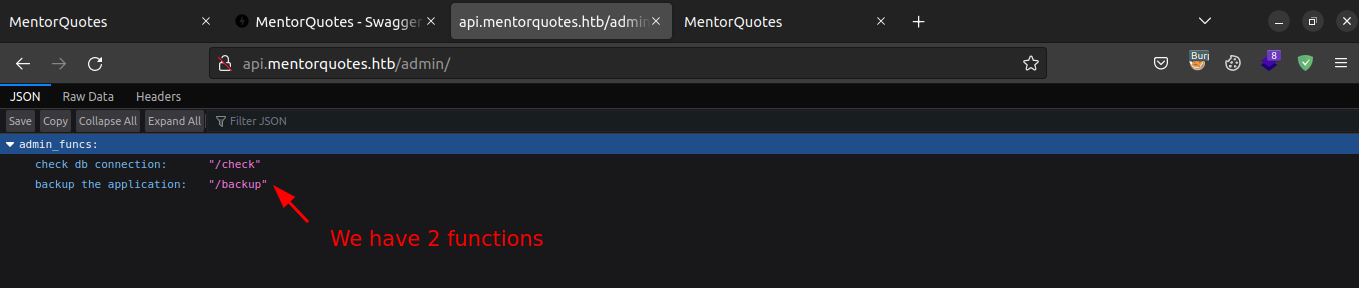 MentorQuotes
MentorQuotes - Swagger
api.mentorquotes.htb/admin
MentorQuotes
api.mentorquotes.htb/admin/
Burp
8
JSON Raw Data Headers
Save Copy Collapse All Expand All Filter JSON
admin_funcs:
check db connection: "/check"
backup the application: "/backup"
We have 2 functions